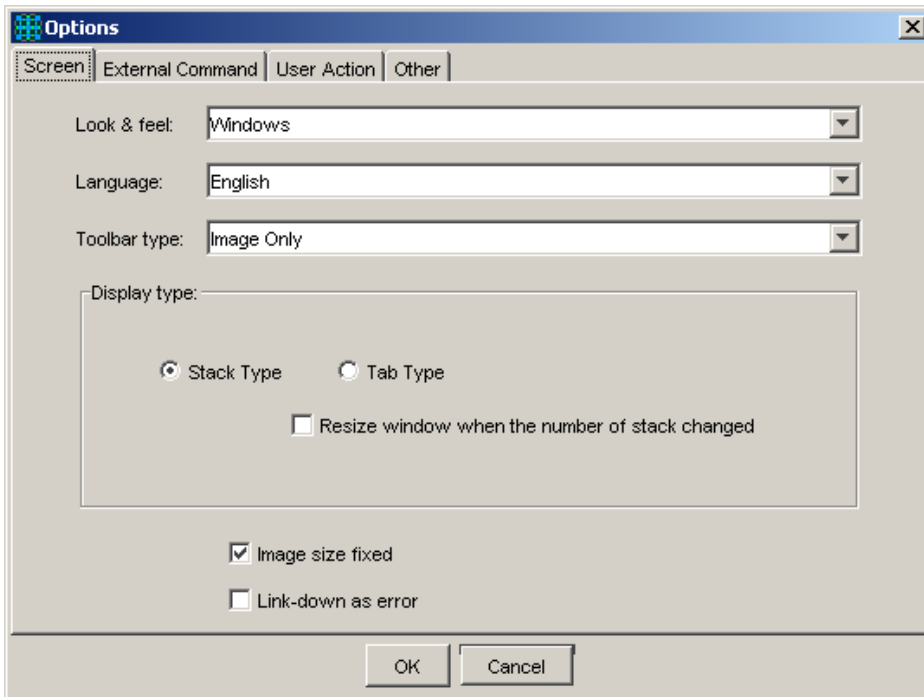 Options
Screen External Command User Action Other
Look & feel: Windows
Language: English
Toolbar type: Image Only
Display type:
Stack Type Tab Type
Resize window when the number of stack changed
Image size fixed
Link-down as error
OK Cancel